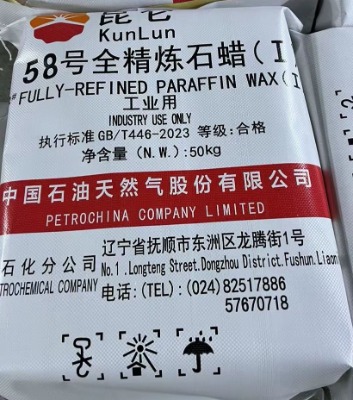 昆仑
KunLun
58号全精炼石蜡(I
#FULLY-REFINED PARAFFIN WAX(I
工业用
INDUSTRY USE ONLY
执行标准GB/T446-2023 等级:合格
净含量(N.W.):50kg
中国石油天然气股份有限公司
PETROCHINA COMPANY LIMITED
石化分公司
ROCHEMICAL COMPANY
辽宁省抚顺市东洲区龙腾街1号
No.1.Longteng Street.Dongzhou District.Fushun.Liaon
电话:(TEL):(024)82517886
57670718